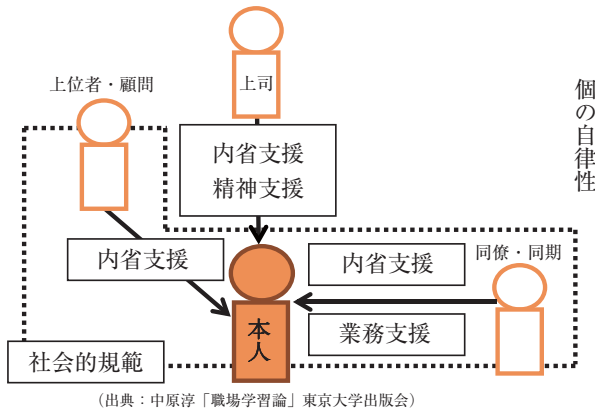 上司
上位者・顧問
個の自律性
内省支援
精神支援
内省支援
内省支援
同僚・同期
業務支援
本人
社会的規範
（出典：中原淳「職場学習論」東京大学出版会）